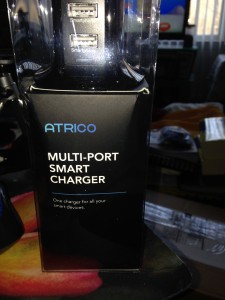 ATRICO
MULTI-PORT
SMART
CHARGER
One charger for all your
smart devices.